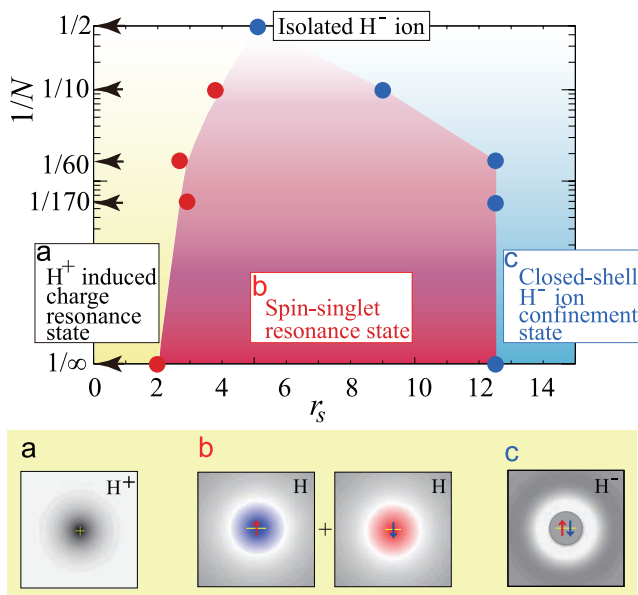 1/2
Isolated H⁻ ion
1/10
1/N
1/60
1/170
a
H⁺ induced
charge
resonance
state
b
Spin-singlet
resonance state
c
Closed-shell
H⁻ ion
confinement
state
1/∞
0 2 4 6 8 10 12 14
rₛ
a b c
H⁺ H + H H⁻